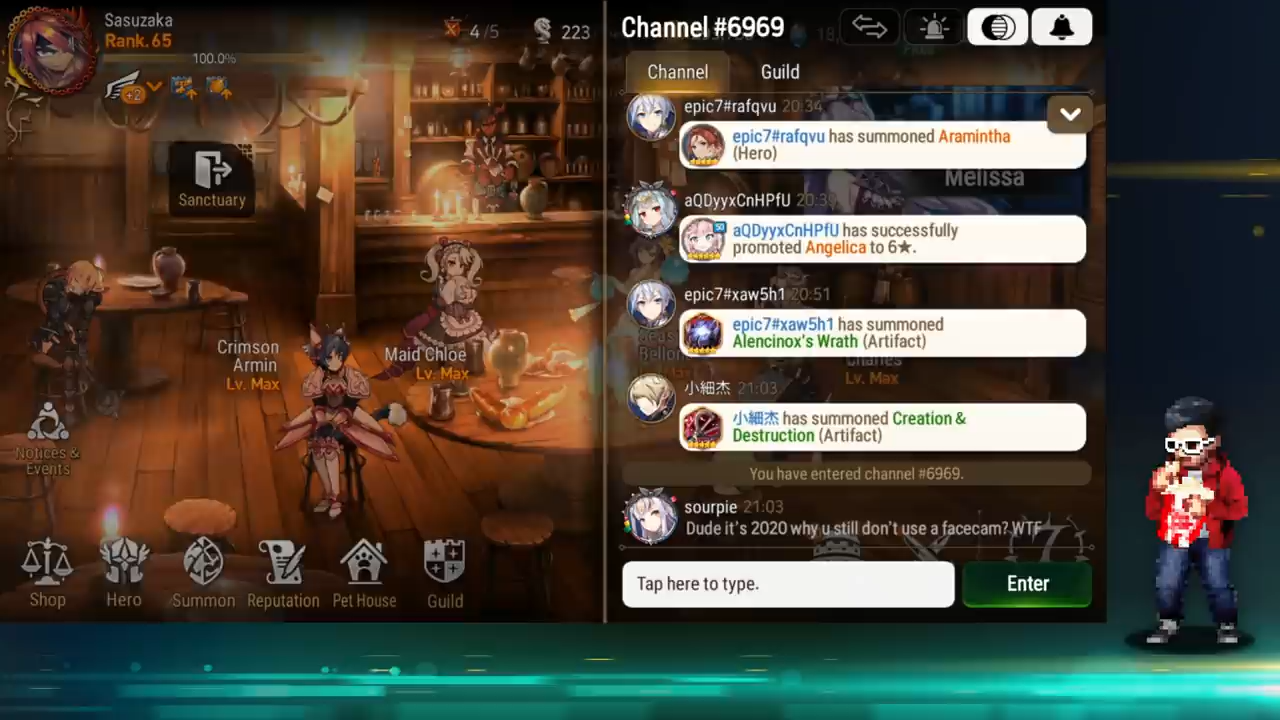 Sasuzaka
Rank.65
100.0%
+2
4/5
223
Sanctuary
Crimson
Armin
Lv. Max
Maid Chloe
Lv. Max
Notices &
Events
Shop
Hero
Summon
Reputation
Pet House
Guild
Channel #6969
Channel
Guild
epic7#rafqvu 20:34
epic7#rafqvu has summoned Aramintha
(Hero)
Melissa
aQDyyxCnHPfU 20:39
50
aQDyyxCnHPfU has successfully
promoted Angelica to 6★.
epic7#xaw5h1 20:51
epic7#xaw5h1 has summoned
Alencinox's Wrath (Artifact)
Charles
Lv. Max
小細杰 21:03
小細杰 has summoned Creation &
Destruction (Artifact)
You have entered channel #6969.
sourpie 21:03
Dude it's 2020 why u still don't use a facecam? WTF
Tap here to type.
Enter